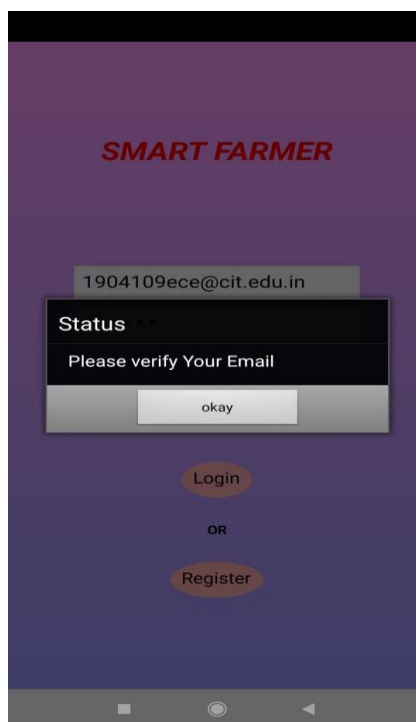 SMART FARMER
1904109ece@cit.edu.in
Status
Please verify Your Email
okay
Login
OR
Register